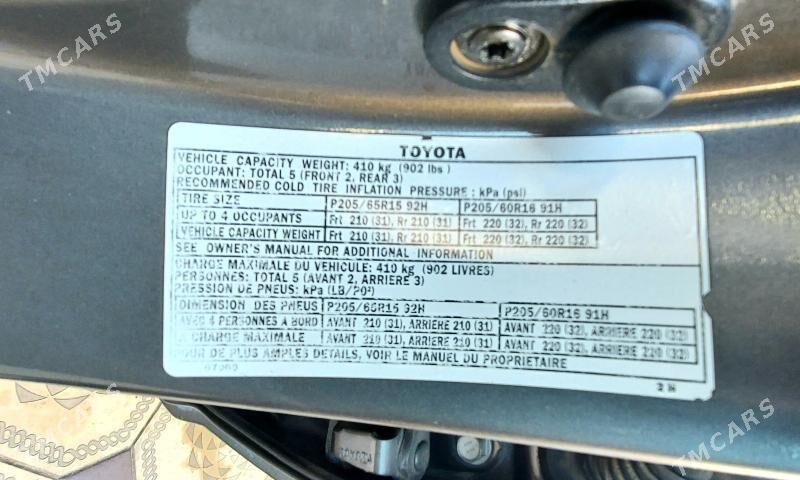 TOYOTA
VEHICLE CAPACITY WEIGHT: 410 kg (902 lbs)
OCCUPANT: TOTAL 5 (FRONT 2, REAR 3)
RECOMMENDED COLD TIRE INFLATION PRESSURE : kPa (psi)
TIRE SIZE P205/65R15 92H P205/60R16 91H
UP TO 4 OCCUPANTS Frt 210 (31), Rr 210 (31) Frt 220 (32), Rr 220 (32)
VEHICLE CAPACITY WEIGHT Frt 210 (31), Rr 210 (31) Frt 220 (32), Rr 220 (32)
SEE OWNER'S MANUAL FOR ADDITIONAL INFORMATION
CHARGE MAXIMALE DU VÉHICULE: 410 kg (902 LIVRES)
PERSONNES: TOTAL 5 (AVANT 2, ARRIERE 3)
PRESSION DE PNEUS: kPa (LB/PO²)
DIMENSION DES PNEUS P205/65R15 92H P205/60R16 91H
AVEC 4 PERSONNES A BORD AVANT 210 (31), ARRIERE 210 (31) AVANT 220 (32), ARRIERE 220 (32)
A CHARGE MAXIMALE AVANT 210 (31), ARRIERE 210 (31) AVANT 220 (32), ARRIERE 220 (32)
POUR DE PLUS AMPLES DETAILS, VOIR LE MANUEL DU PROPRIETAIRE
TOYOTA
TMCARS
TMCARS
TMCARS
TMCARS
TMCARS